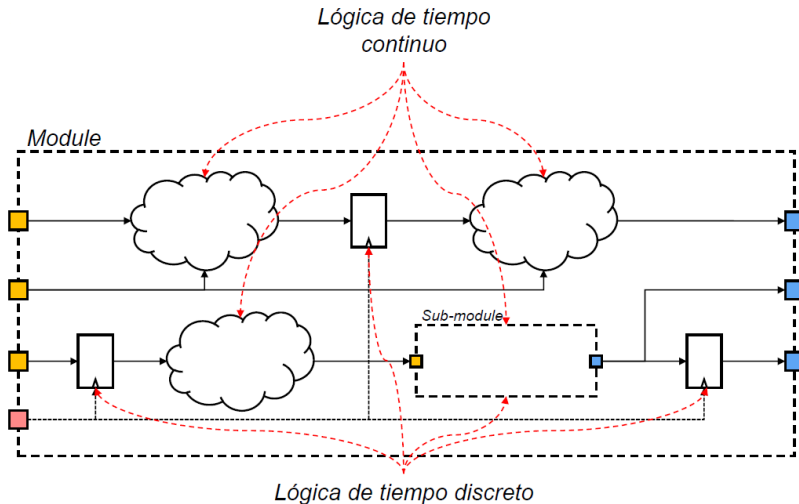 Lógica de tiempo
continuo
Module
Sub-module
Lógica de tiempo discreto